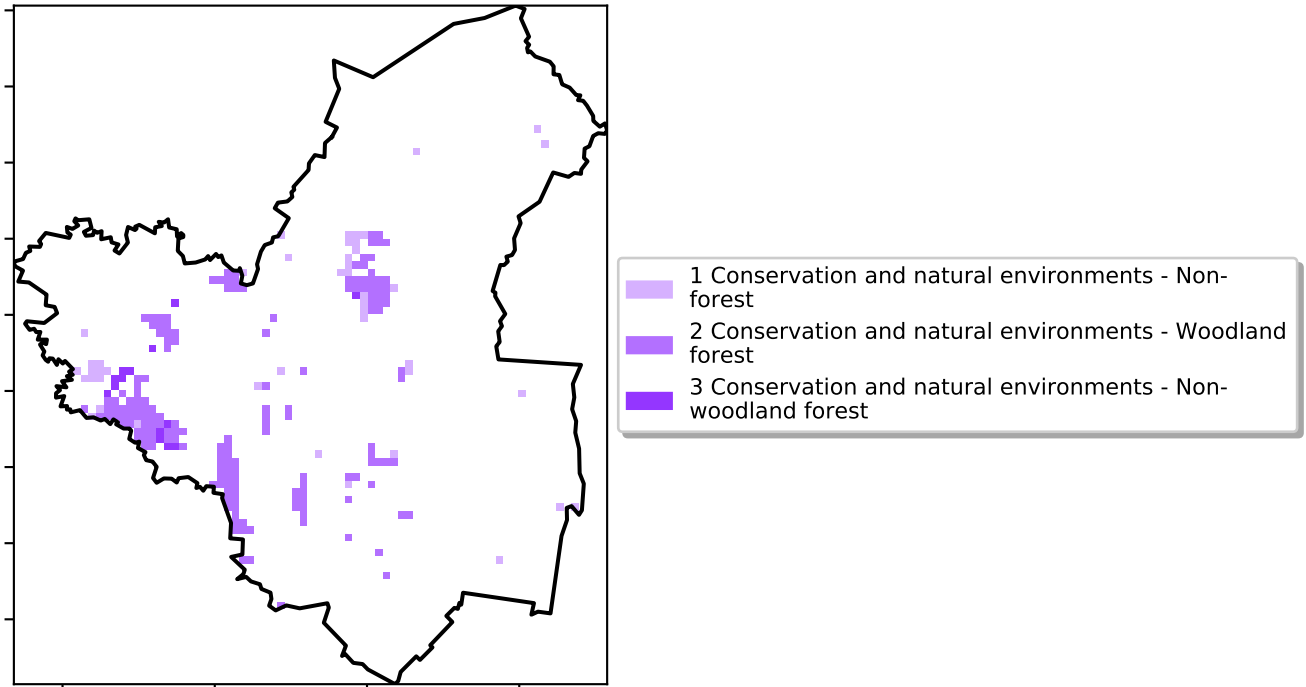 1 Conservation and natural environments - Non-
forest
2 Conservation and natural environments - Woodland
forest
3 Conservation and natural environments - Non-
woodland forest